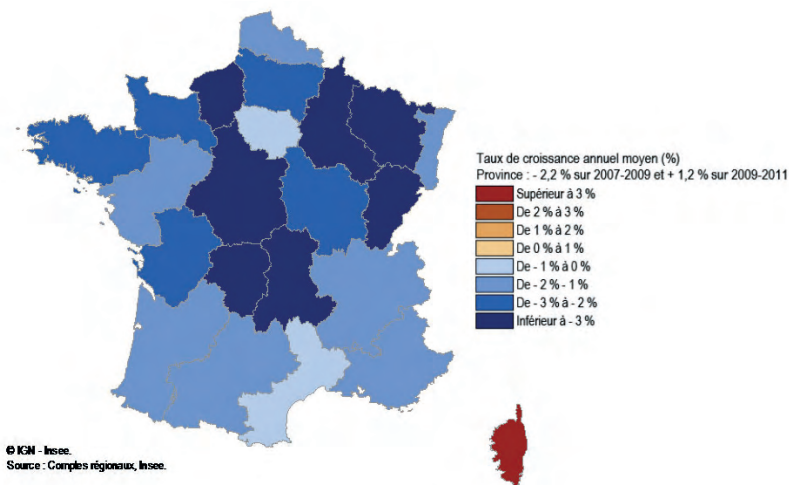 Taux de croissance annuel moyen (%)
Province : - 2,2 % sur 2007-2009 et + 1,2 % sur 2009-2011
Supérieur à 3 %
De 2 % à 3 %
De 1 % à 2 %
De 0 % à 1 %
De - 1 % à 0 %
De - 2 % - 1 %
De - 3 % à - 2 %
Inférieur à - 3 %
© IGN - Insee.
Source : Comptes régionaux, Insee.